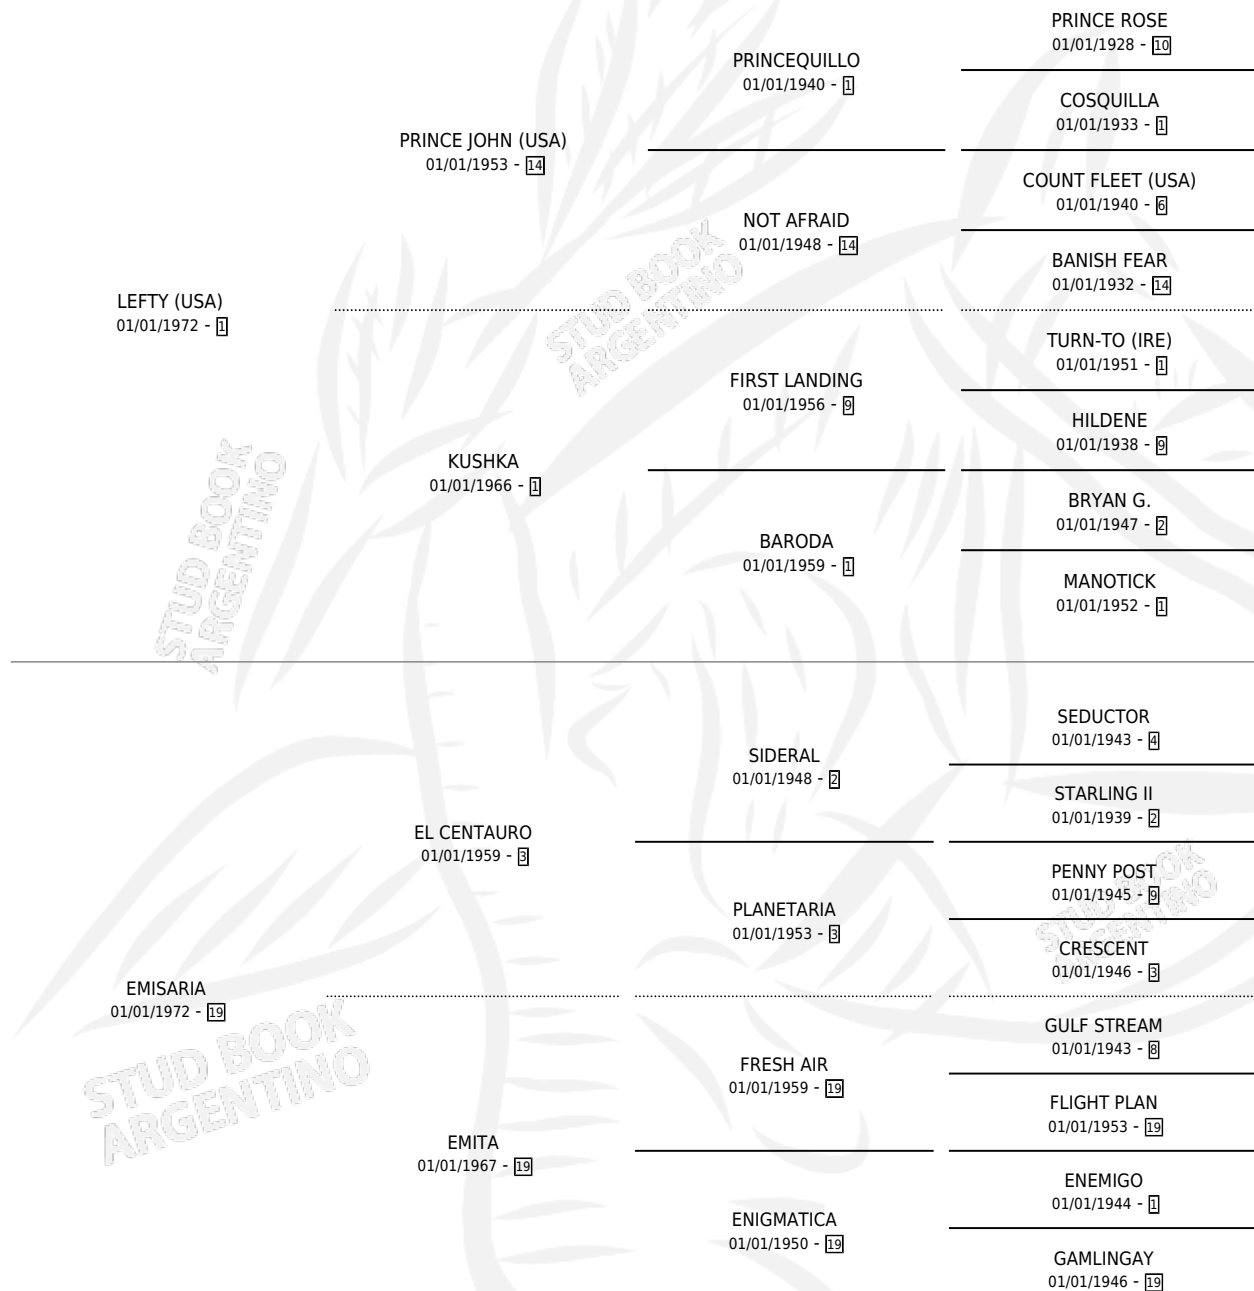 PRINCE ROSE
01/01/1928 - 10
PRINCEQUILLO
01/01/1940 - 1
COSQUILLA
01/01/1933 - 1
PRINCE JOHN (USA)
01/01/1953 - 14
COUNT FLEET (USA)
01/01/1940 - 6
NOT AFRAID
01/01/1948 - 14
BANISH FEAR
01/01/1932 - 14
LEFTY (USA)
01/01/1972 - 1
TURN-TO (IRE)
01/01/1951 - 1
FIRST LANDING
01/01/1956 - 9
HILDENE
01/01/1938 - 9
KUSHKA
01/01/1966 - 1
BRYAN G.
01/01/1947 - 2
BARODA
01/01/1959 - 1
MANOTICK
01/01/1952 - 1
SEDUCTOR
01/01/1943 - 4
SIDERAL
01/01/1948 - 2
STARLING II
01/01/1939 - 2
EL CENTAURO
01/01/1959 - 3
PENNY POST
01/01/1945 - 9
PLANETARIA
01/01/1953 - 3
CRESCENT
01/01/1946 - 3
EMISARIA
01/01/1972 - 19
GULF STREAM
01/01/1943 - 8
FRESH AIR
01/01/1959 - 19
FLIGHT PLAN
01/01/1953 - 19
EMITA
01/01/1967 - 19
ENEMIGO
01/01/1944 - 1
ENIGMATICA
01/01/1950 - 19
GAMLINGAY
01/01/1946 - 19
STUD BOOK
ARGENTINO
STUD BOOK
ARGENTINO
STUD BOOK
ARGENTINO
STUD BOOK
ARGENTINO